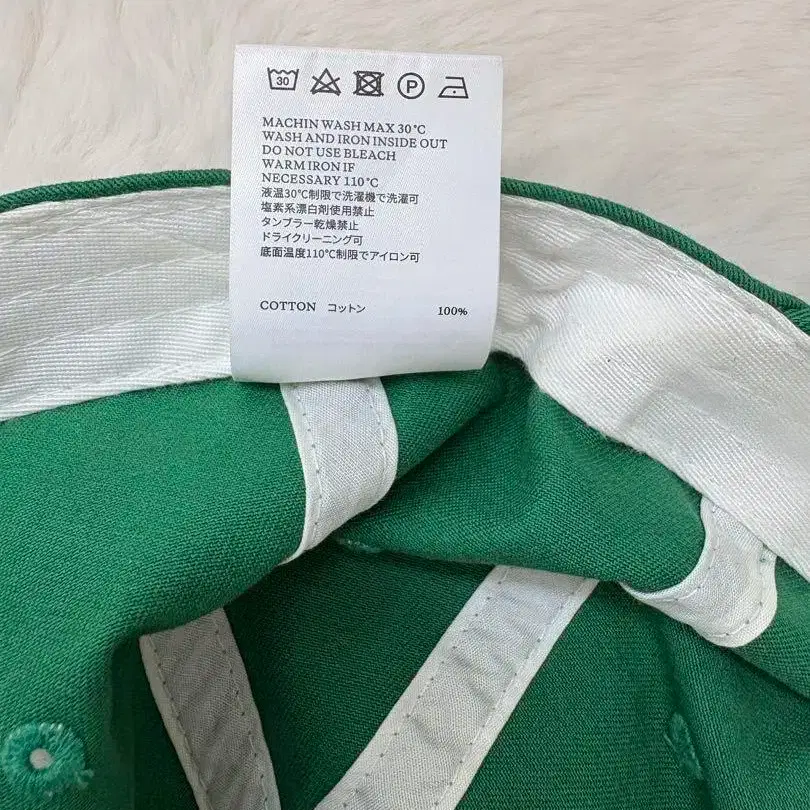 30
P
MACHIN WASH MAX 30°C
WASH AND IRON INSIDE OUT
DO NOT USE BLEACH
WARM IRON IF
NECESSARY 110°C
液温30℃制限で洗濯機で洗濯可
塩素系漂白剤使用禁止
タンブラー乾燥禁止
ドライクリーニング可
底面温度110℃制限でアイロン可
COTTON コットン 100%